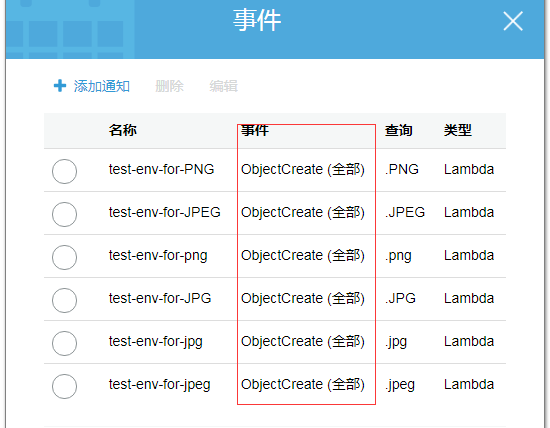 事件
添加通知 删除 编辑
名称 事件 查询 类型
test-env-for-PNG ObjectCreate (全部) .PNG Lambda
test-env-for-JPEG ObjectCreate (全部) .JPEG Lambda
test-env-for-png ObjectCreate (全部) .png Lambda
test-env-for-JPG ObjectCreate (全部) .JPG Lambda
test-env-for-jpg ObjectCreate (全部) .jpg Lambda
test-env-for-jpeg ObjectCreate (全部) .jpeg Lambda